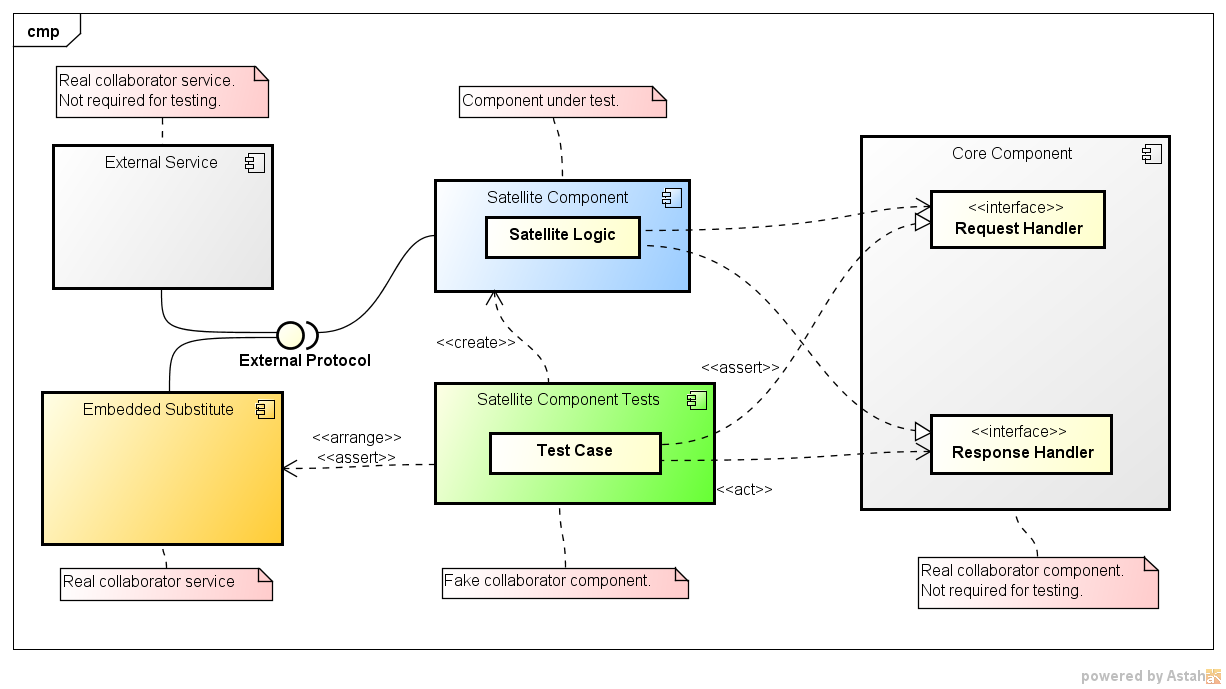 cmp
Real collaborator service.
Not required for testing.
Component under test.
External Service
Satellite Component
Satellite Logic
Core Component
<<interface>>
Request Handler
External Protocol
<<create>>
<<assert>>
Embedded Substitute
<<arrange>>
<<assert>>
Satellite Component Tests
Test Case
<<act>>
<<interface>>
Response Handler
Real collaborator service
Fake collaborator component.
Real collaborator component.
Not required for testing.
powered by Astah